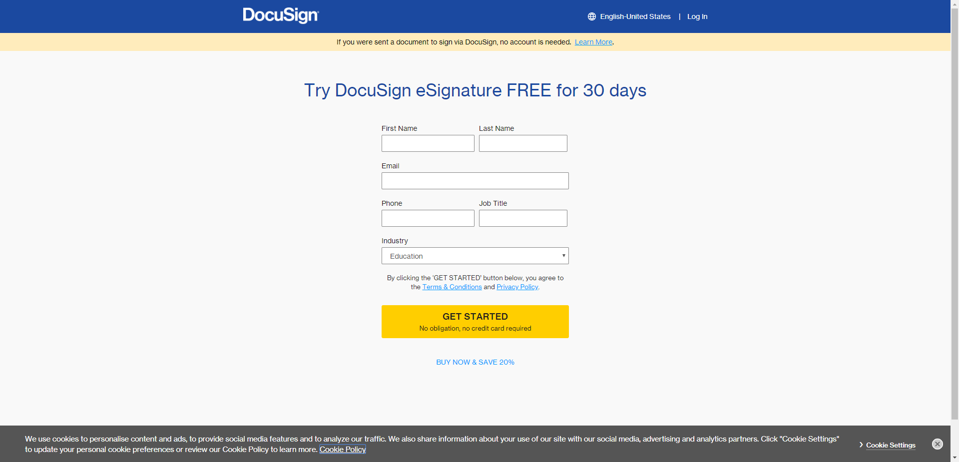 DocuSign
English-United States | Log In
If you were sent a document to sign via DocuSign, no account is needed. Learn More.
Try DocuSign eSignature FREE for 30 days
First Name Last Name
Email
Phone Job Title
Industry
Education
By clicking the 'GET STARTED' button below, you agree to
the Terms & Conditions and Privacy Policy.
GET STARTED
No obligation, no credit card required
BUY NOW & SAVE 20%
We use cookies to personalise content and ads, to provide social media features and to analyze our traffic. We also share information about your use of our site with our social media, advertising and analytics partners. Click "Cookie Settings"
to update your personal cookie preferences or review our Cookie Policy to learn more. Cookie Policy
Cookie Settings